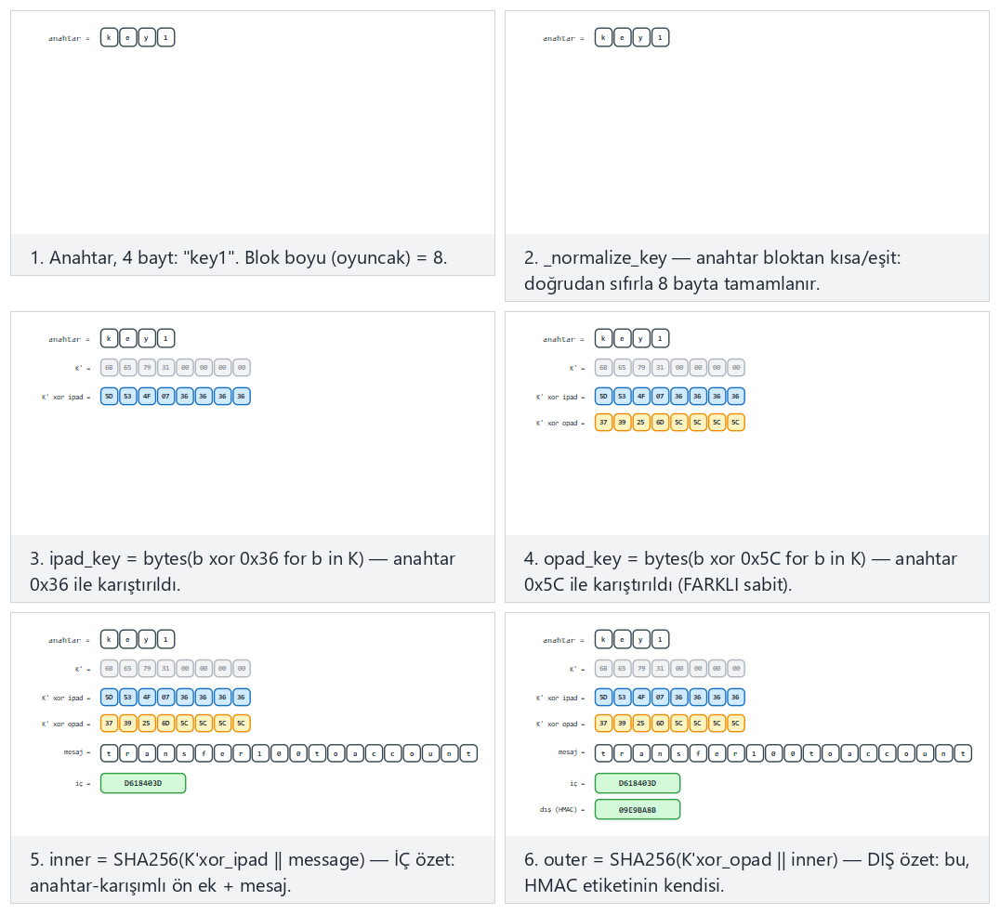 anahtar = k e y 1
1. Anahtar, 4 bayt: "key1". Blok boyu (oyuncak) = 8.
anahtar = k e y 1
2. _normalize_key — anahtar bloktan kısa/eşit:
doğrudan sıfırla 8 bayta tamamlanır.
anahtar = k e y 1
K' = 6B 65 79 31 00 00 00 00
K' xor ipad = 5D 53 4F 07 36 36 36 36
3. ipad_key = bytes(b xor 0x36 for b in K) — anahtar
0x36 ile karıştırıldı.
anahtar = k e y 1
K' = 6B 65 79 31 00 00 00 00
K' xor ipad = 5D 53 4F 07 36 36 36 36
K' xor opad = 37 39 25 6D 5C 5C 5C 5C
4. opad_key = bytes(b xor 0x5C for b in K) — anahtar
0x5C ile karıştırıldı (FARKLI sabit).
anahtar = k e y 1
K' = 6B 65 79 31 00 00 00 00
K' xor ipad = 5D 53 4F 07 36 36 36 36
K' xor opad = 37 39 25 6D 5C 5C 5C 5C
mesaj = t r a n s f e r 1 0 0 t o a c c o u n t
iç = D618403D
5. inner = SHA256(K'xor_ipad || message) — İÇ özet:
anahtar-karışımlı ön ek + mesaj.
anahtar = k e y 1
K' = 6B 65 79 31 00 00 00 00
K' xor ipad = 5D 53 4F 07 36 36 36 36
K' xor opad = 37 39 25 6D 5C 5C 5C 5C
mesaj = t r a n s f e r 1 0 0 t o a c c o u n t
iç = D618403D
dış (HMAC) = 09E9BA8B
6. outer = SHA256(K'xor_opad || inner) — DIŞ özet: bu,
HMAC etiketinin kendisi.